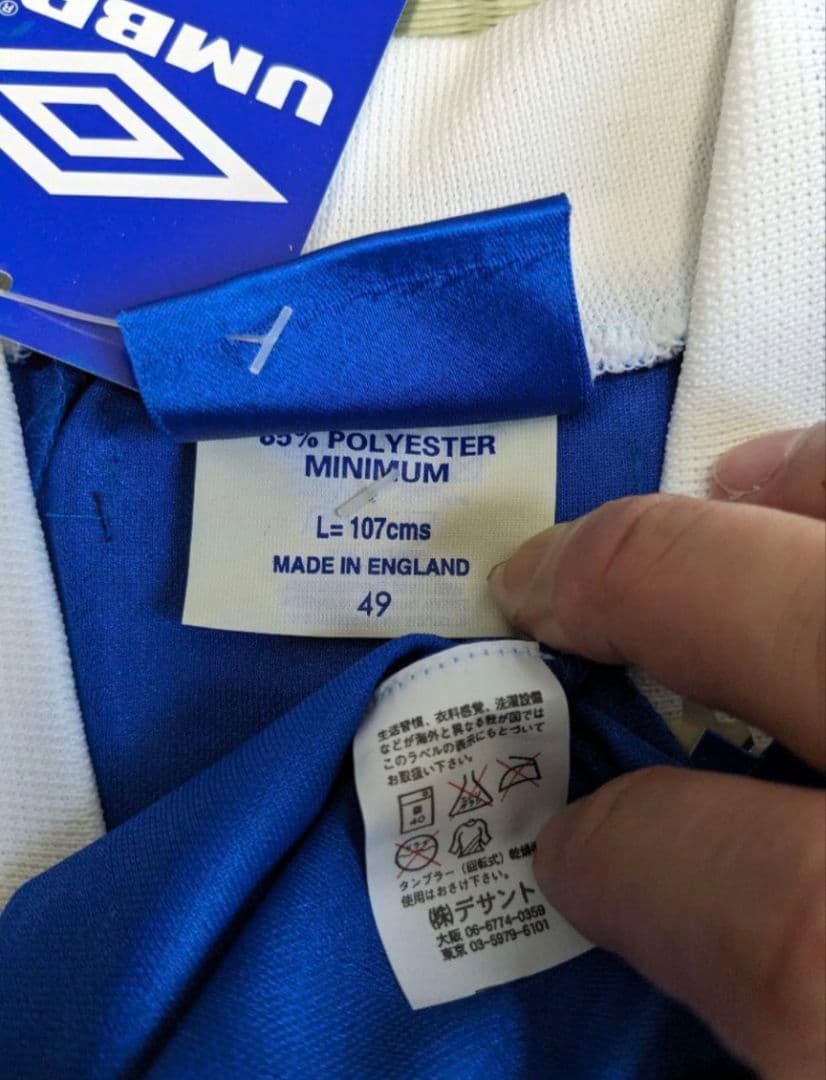 UMBRO®
85% POLYESTER
MINIMUM
L= 107cms
MADE IN ENGLAND
49
生活習慣、衣料感覚、洗濯設備
などが海外と異なる我が国では
このラベルの表示にもとづいて
お取扱い下さい。
40
タンブラー(回転式)乾燥
使用はおさけ下さい。
(株)デサント
大阪 06-6774-0359
東京 03-5979-6101